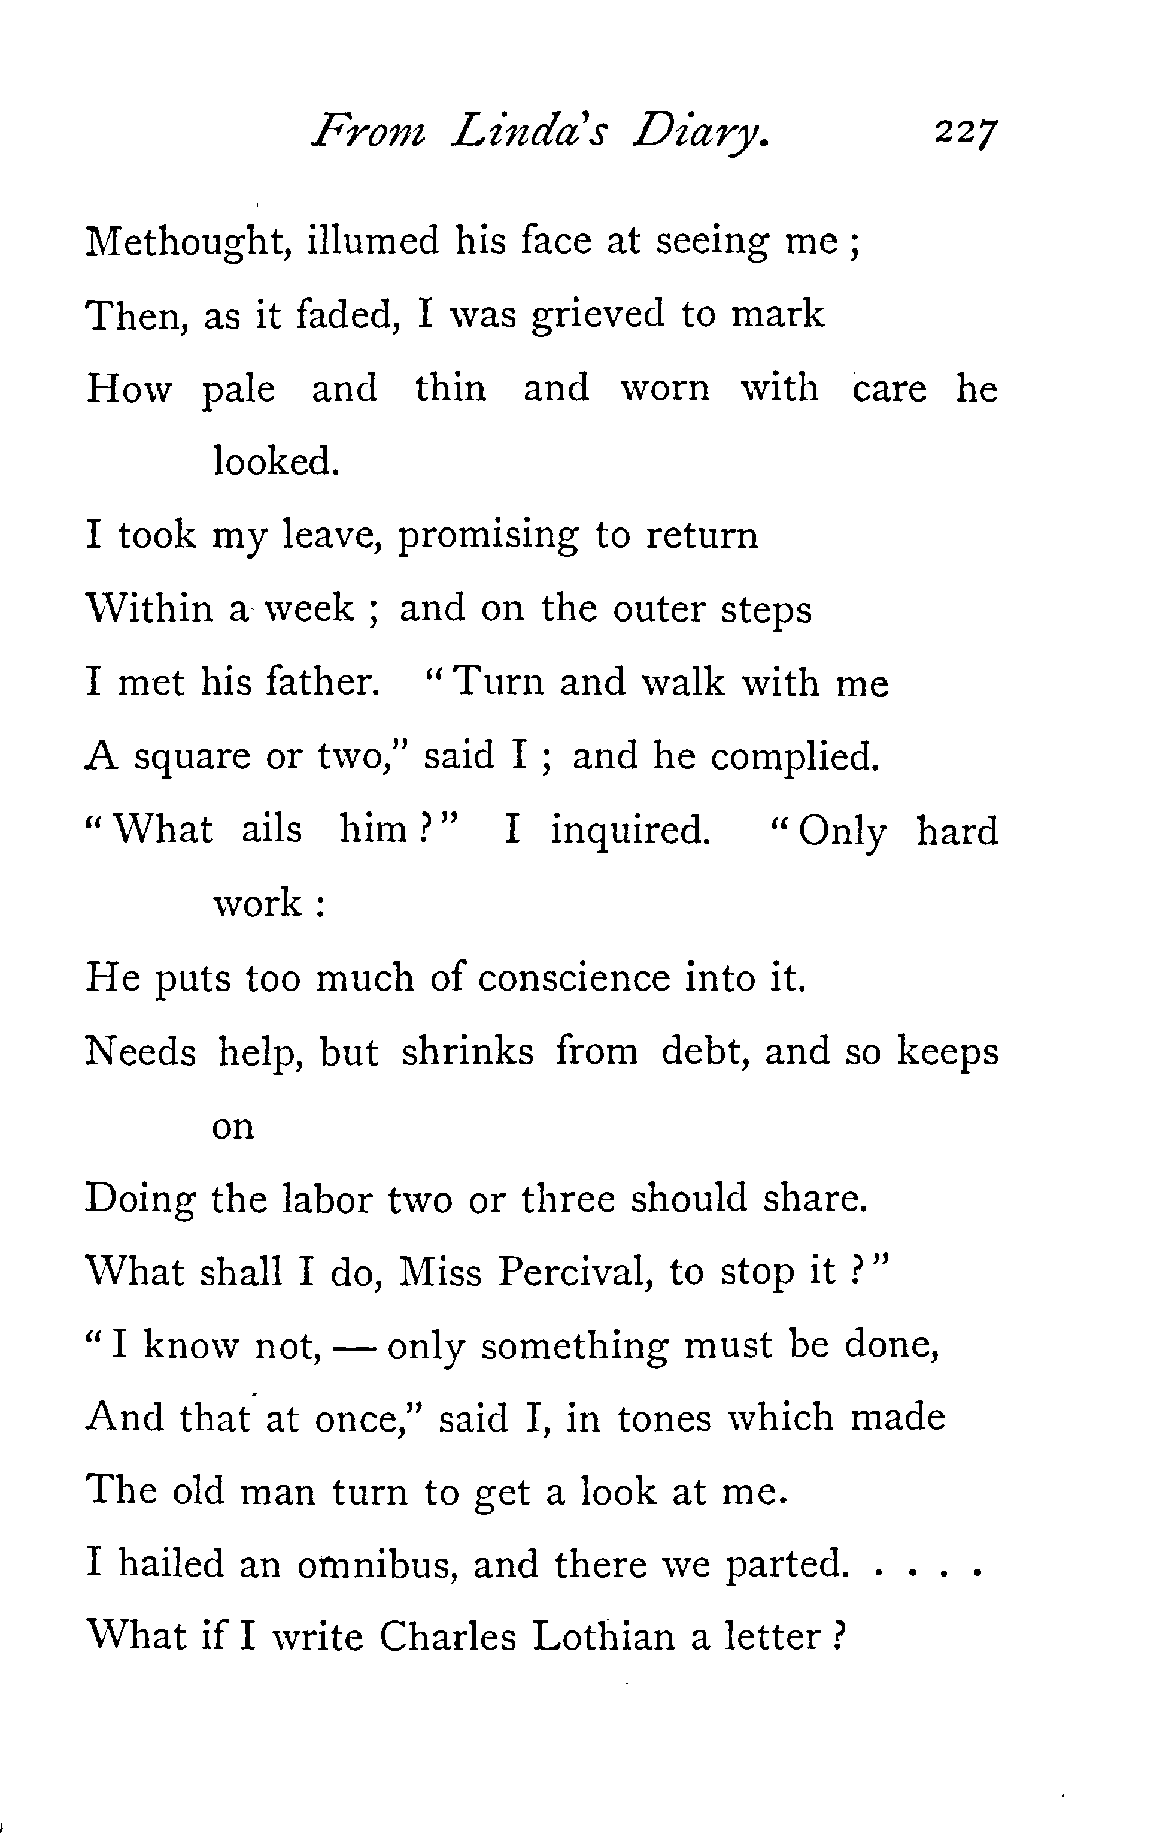 From Linda's Diary. 227
Methought, illumed his face at seeing me ;
Then, as it faded, I was grieved to mark
How pale and thin and worn with care he
looked.
I took my leave, promising to return
Within a week ; and on the outer steps
I met his father. “ Turn and walk with me
A square or two,” said I ; and he complied.
“ What ails him ? ” I inquired. “ Only hard
work :
He puts too much of conscience into it.
Needs help, but shrinks from debt, and so keeps
on
Doing the labor two or three should share.
What shall I do, Miss Percival, to stop it ? ”
“ I know not, — only something must be done,
And that at once,” said I, in tones which made
The old man turn to get a look at me.
I hailed an omnibus, and there we parted. . . . .
What if I write Charles Lothian a letter ?